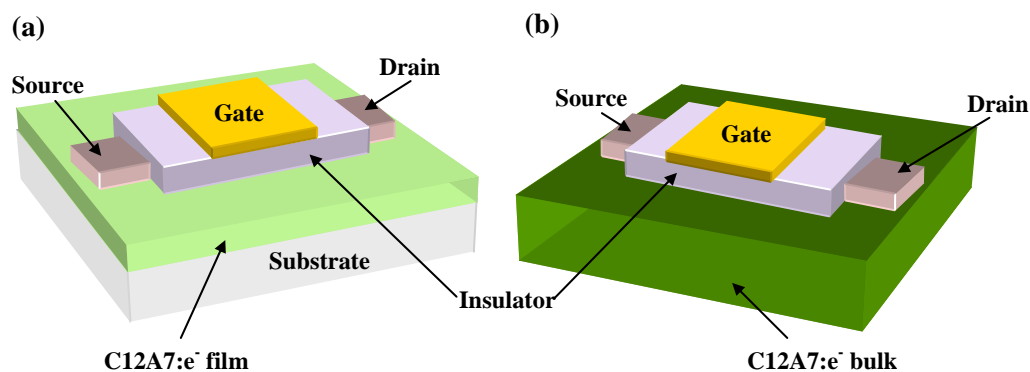 (a)
Source
Gate
Drain
Substrate
C12A7:e⁻ film
Insulator
(b)
Source
Gate
Drain
C12A7:e⁻ bulk